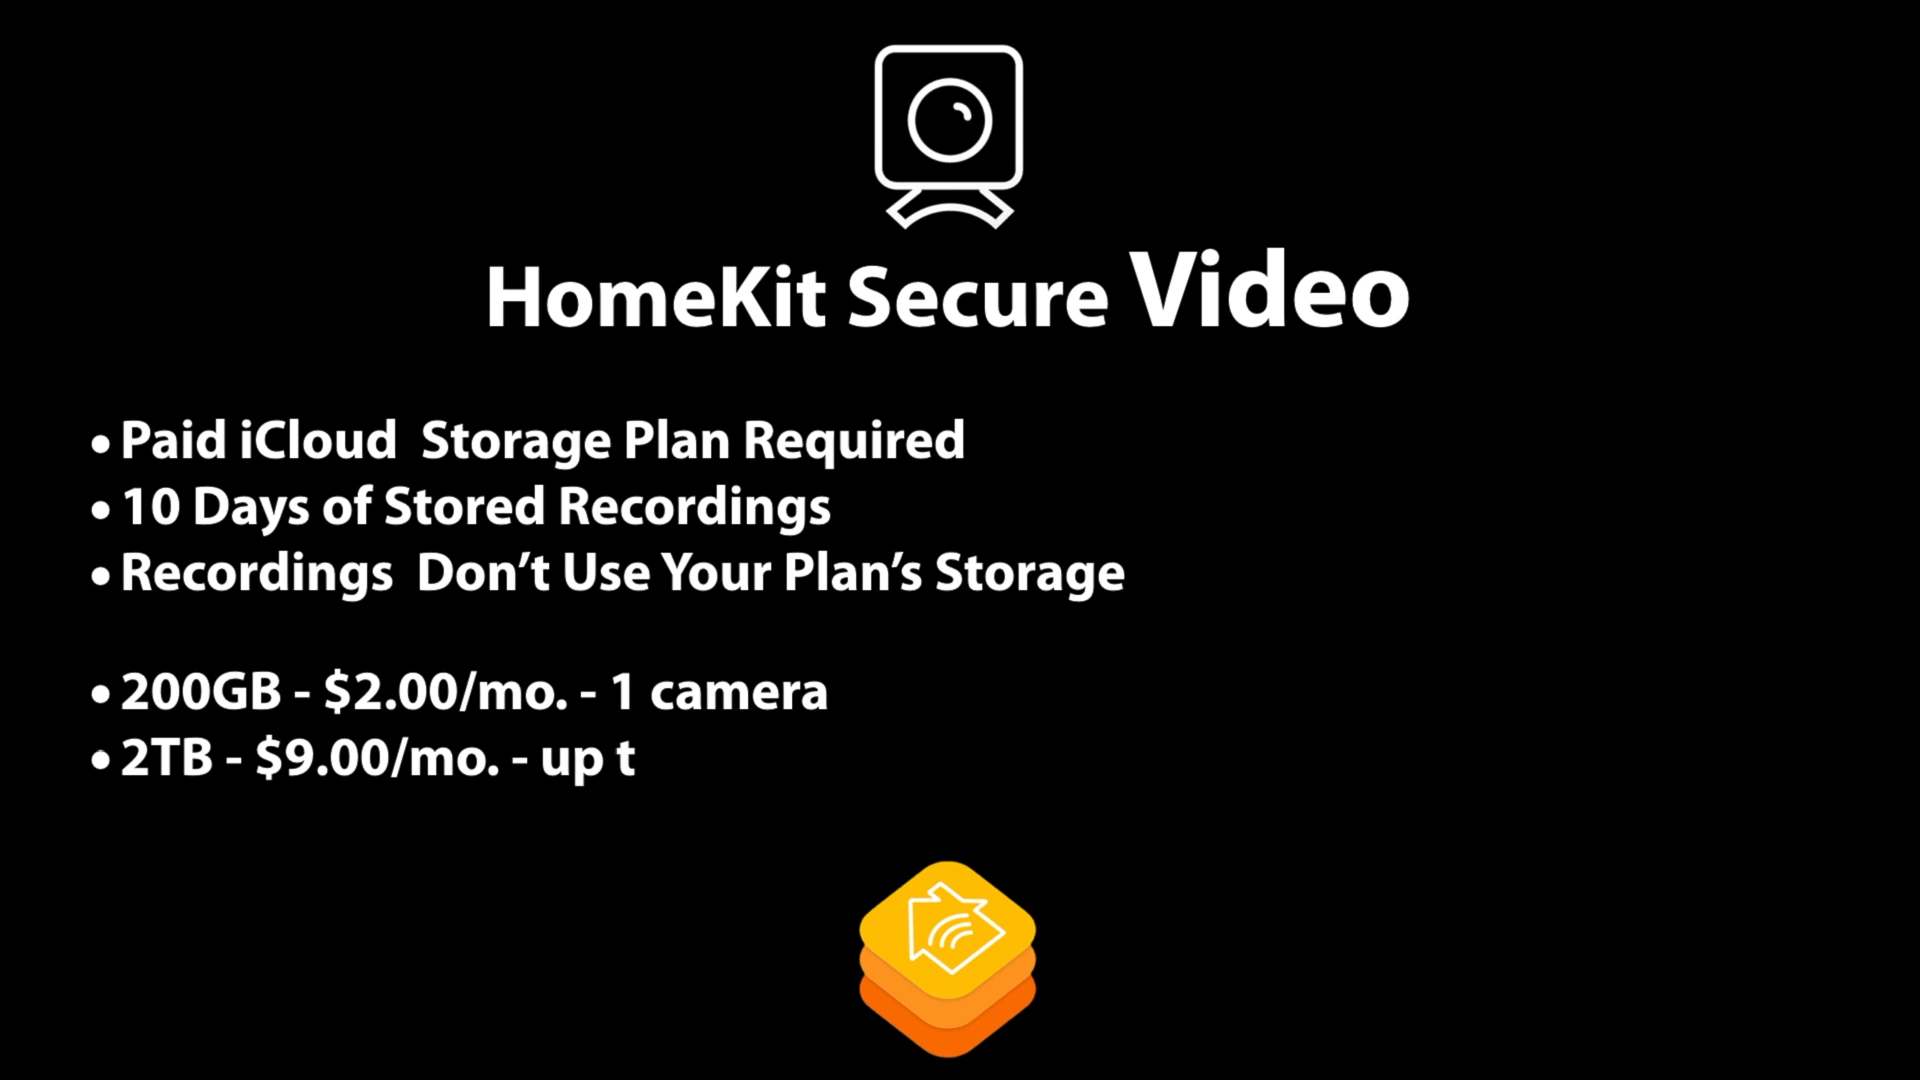 HomeKit Secure Video
• Paid iCloud  Storage Plan Required
• 10 Days of Stored Recordings
• Recordings  Don’t Use Your Plan’s Storage
• 200GB - $2.00/mo. - 1 camera
• 2TB - $9.00/mo. - up t